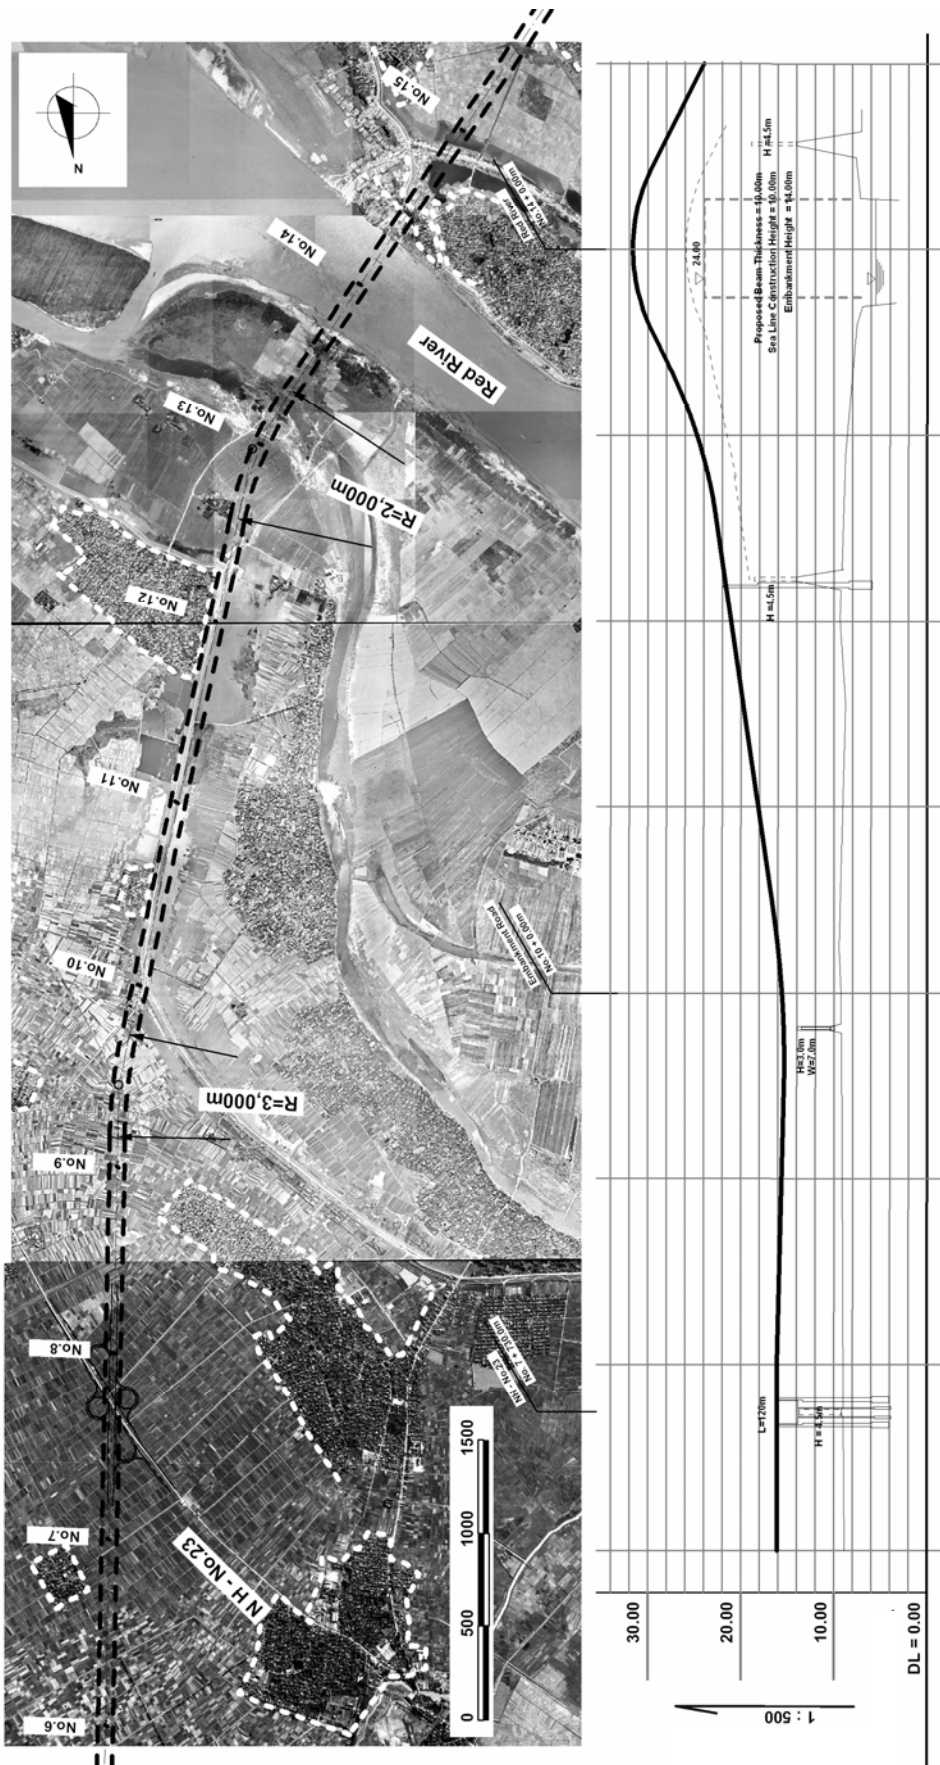 N
No.15
No.14
Red River
No.14 + 0.00m
Red River
No.13
R=2,000m
No.12
No.11
No.10
Embankment Road
No.10 + 0.00m
R=3,000m
No.9
No.8
NH - No.23
No. 7 + 730.0m
No.7
N H - No.23
No.6
0
500
1000
1500
H =4.5m
24.00
Proposed Beam Thickness = 10.00m
Sea Line Construction Height = 10.00m
Embankment Height = 14.00m
H =4.5m
H=3.0m
W=7.0m
L=120m
H = 4.5m
30.00
20.00
10.00
DL = 0.00
1 : 500